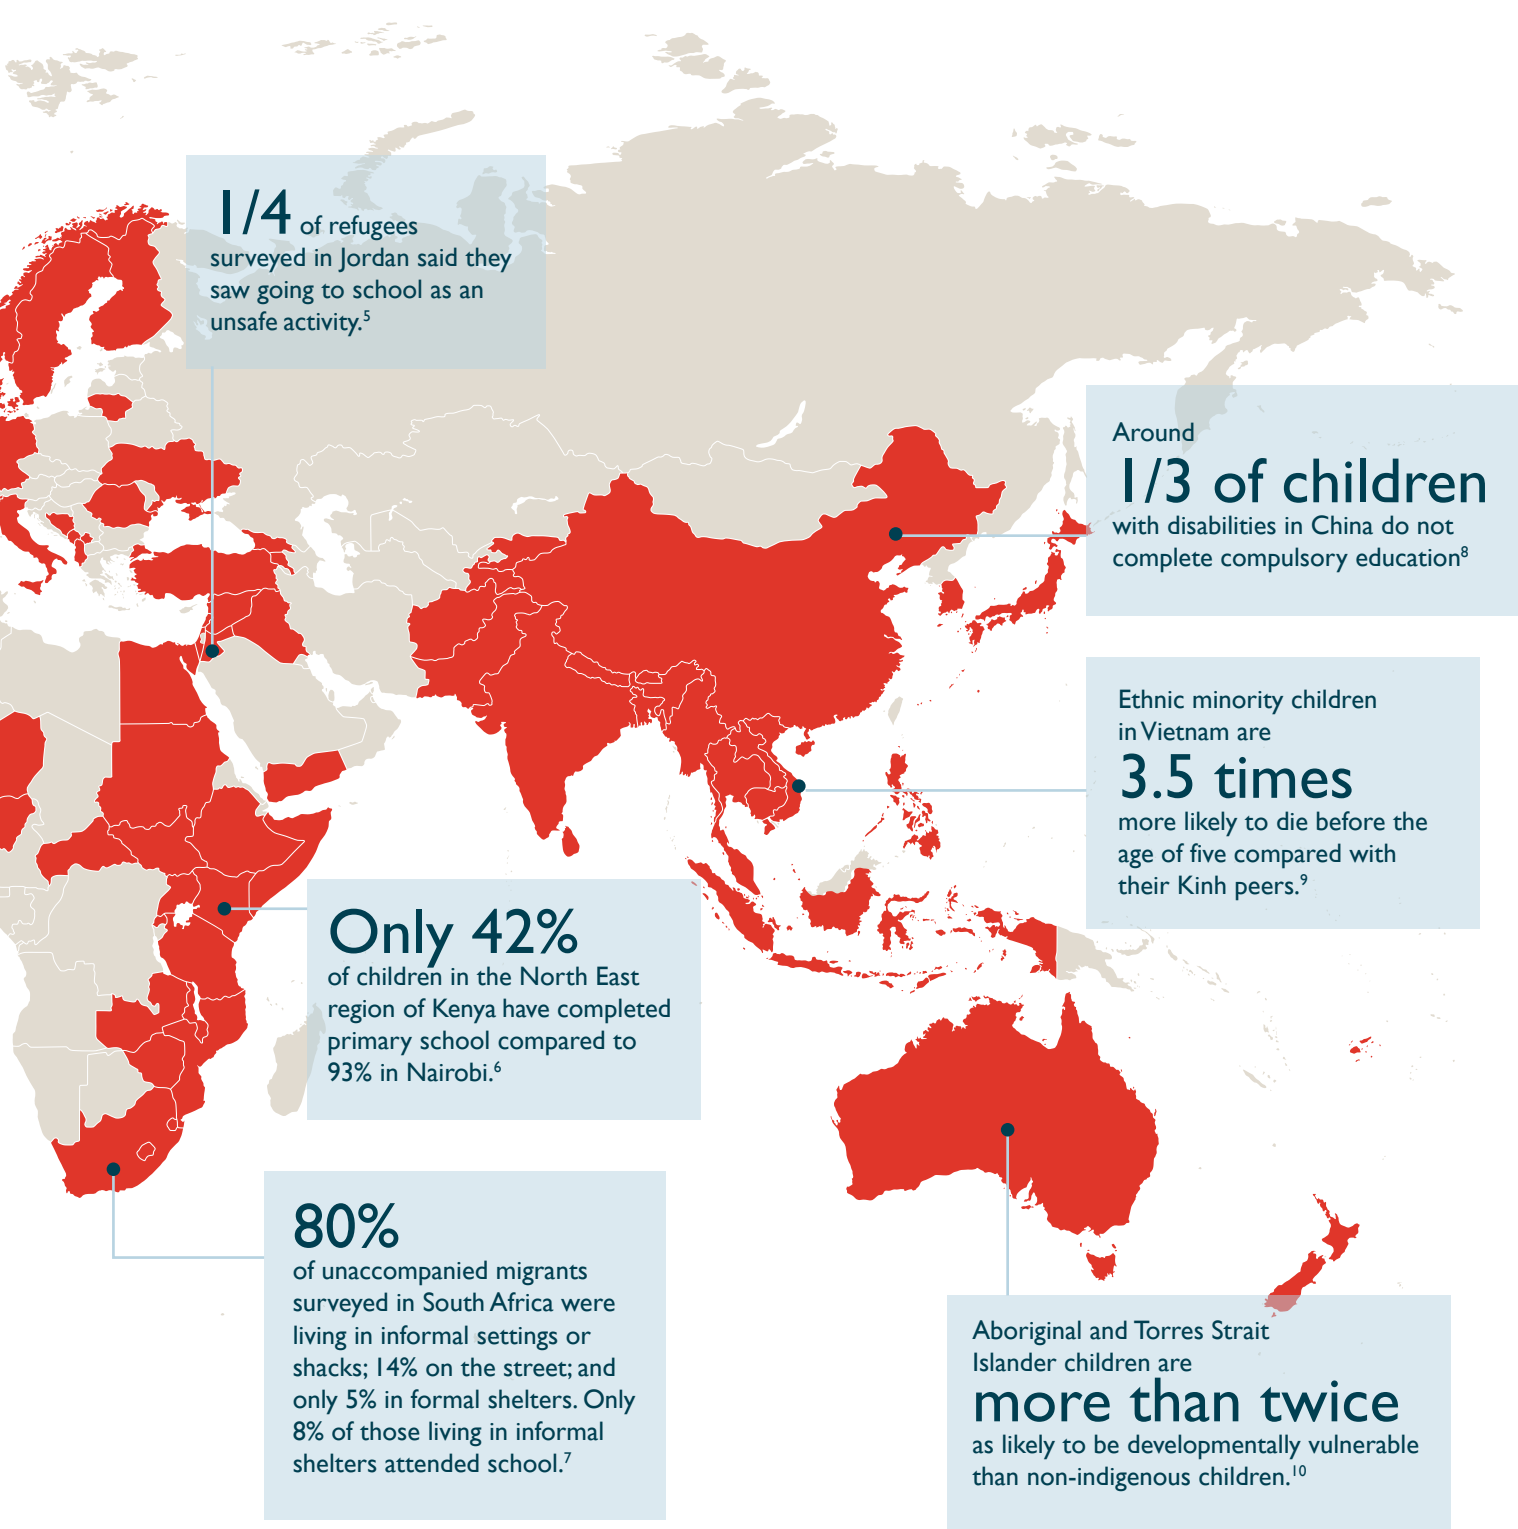 1/4 of refugees
surveyed in Jordan said they
saw going to school as an
unsafe activity.5
Around
1/3 of children
with disabilities in China do not
complete compulsory education8
Ethnic minority children
in Vietnam are
3.5 times
more likely to die before the
age of five compared with
their Kinh peers.9
Only 42%
of children in the North East
region of Kenya have completed
primary school compared to
93% in Nairobi.6
80%
of unaccompanied migrants
surveyed in South Africa were
living in informal settings or
shacks; 14% on the street; and
only 5% in formal shelters. Only
8% of those living in informal
shelters attended school.7
Aboriginal and Torres Strait
Islander children are
more than twice
as likely to be developmentally vulnerable
than non-indigenous children.10